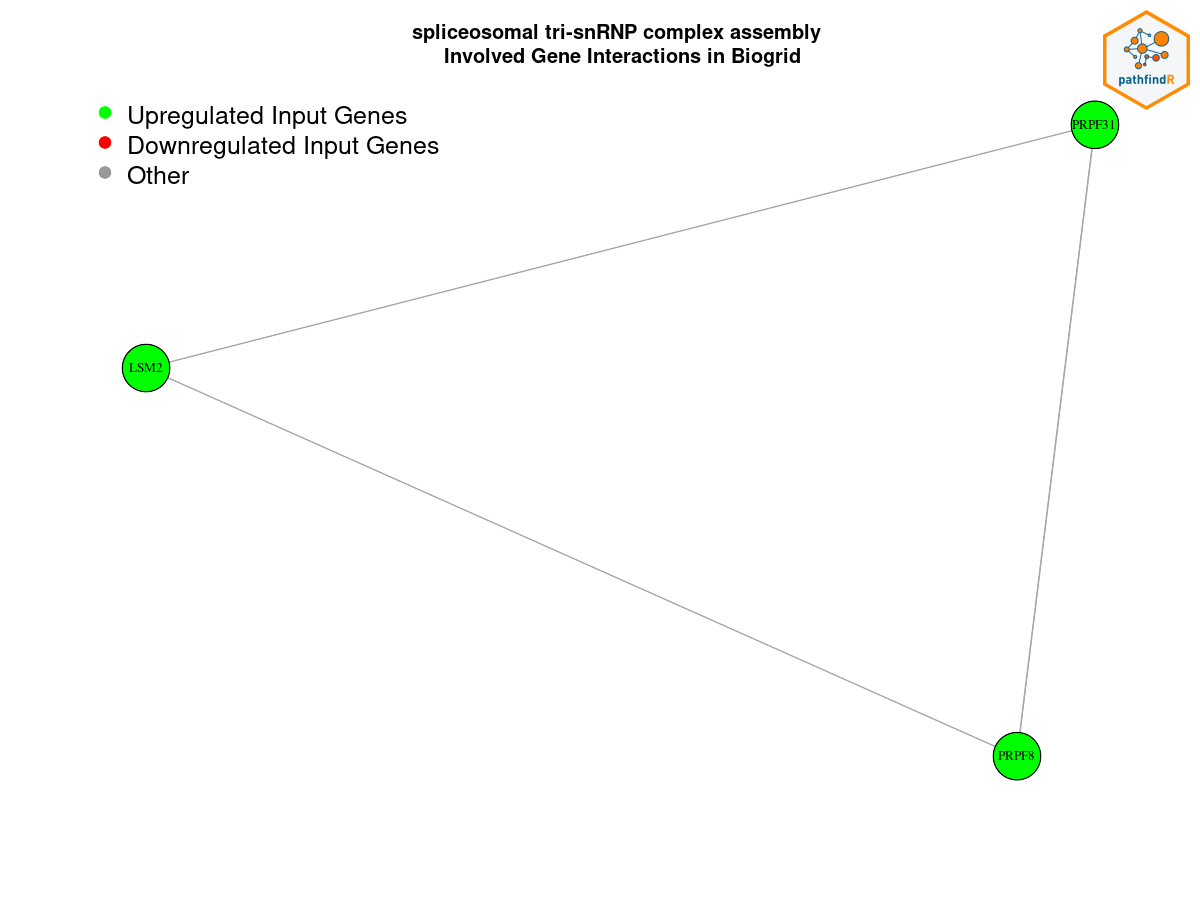 spliceosomal tri-snRNP complex assembly
Involved Gene Interactions in Biogrid
pathfindR
Upregulated Input Genes
Downregulated Input Genes
Other
PRPF31
LSM2
PRPF8